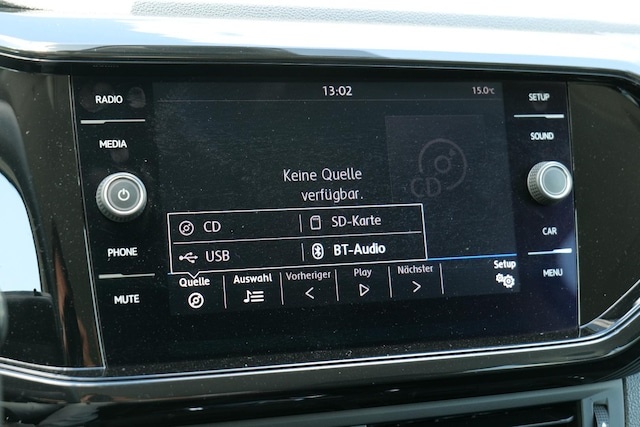 RADIO
MEDIA
PHONE
MUTE
13:02
15.0°C
CD
Keine Quelle
verfügbar.
CD
SD-Karte
USB
BT-Audio
Quelle
Auswahl
Vorheriger
Play
Nächster
Setup
SETUP
SOUND
CAR
MENU